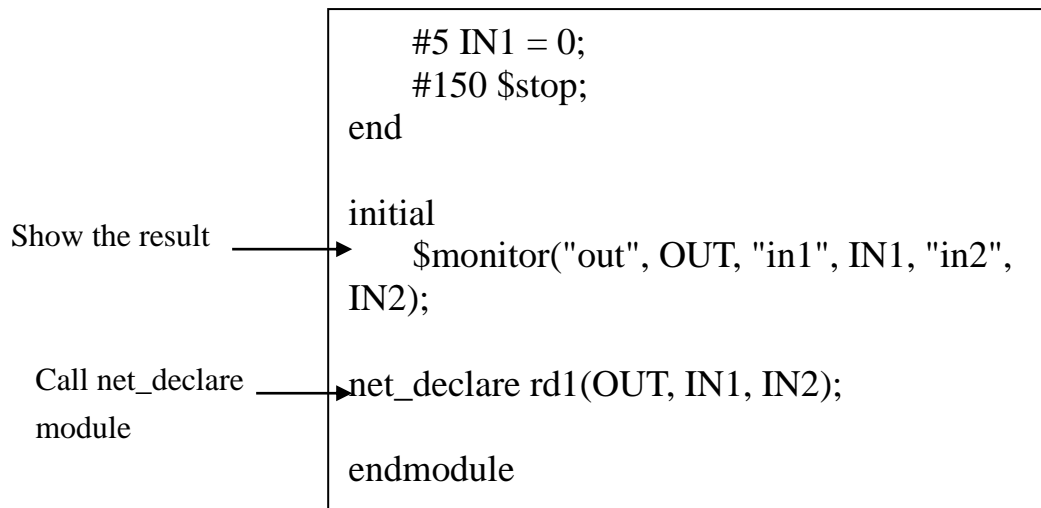 #5 IN1 = 0;
#150 $stop;
end
initial
Show the result
$monitor("out", OUT, "in1", IN1, "in2",
IN2);
Call net_declare
module
net_declare rd1(OUT, IN1, IN2);
endmodule